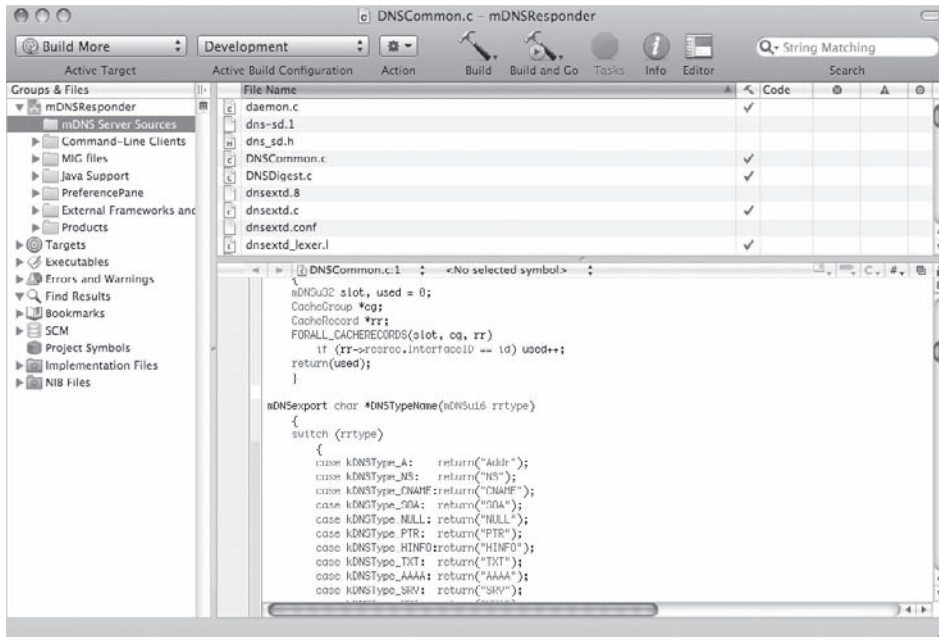 DNSCommon.c – mDNSResponder
Build More
Development
String Matching
Active Target
Active Build Configuration
Action
Build
Build and Go
Tasks
Info
Editor
Search
Groups & Files
File Name
Code
mDNSResponder
mDNS Server Sources
Command-Line Clients
MIG files
Java Support
PreferencePane
External Frameworks and
Products
Targets
Executables
Errors and Warnings
Find Results
Bookmarks
SCM
Project Symbols
Implementation Files
NIB Files
daemon.c
dns-sd.1
dns_sd.h
DNSCommon.c
DNSDigest.c
dnsextd.8
dnsextd.c
dnsextd.conf
dnsextd_lexer.l
DNSCommon.c:1 <No selected symbol>
{
mDNSu32 slot, used = 0;
CacheGroup *cg;
CacheRecord *rr;
FORALL_CACHERECORDS(slot, cg, rr)
if (rr->resrec.InterfaceID == id) used++;
return(used);
}
mDNSexport char *DNSTypeName(mDNSu16 rrtype)
{
switch (rrtype)
{
case kDNSType_A: return("Addr");
case kDNSType_NS: return("NS");
case kDNSType_CNAME:return("CNAME");
case kDNSType_SOA: return("SOA");
case kDNSType_NULL: return("NULL");
case kDNSType_PTR: return("PTR");
case kDNSType_HINFO:return("HINFO");
case kDNSType_TXT: return("TXT");
case kDNSType_AAAA: return("AAAA");
case kDNSType_SRV: return("SRV");